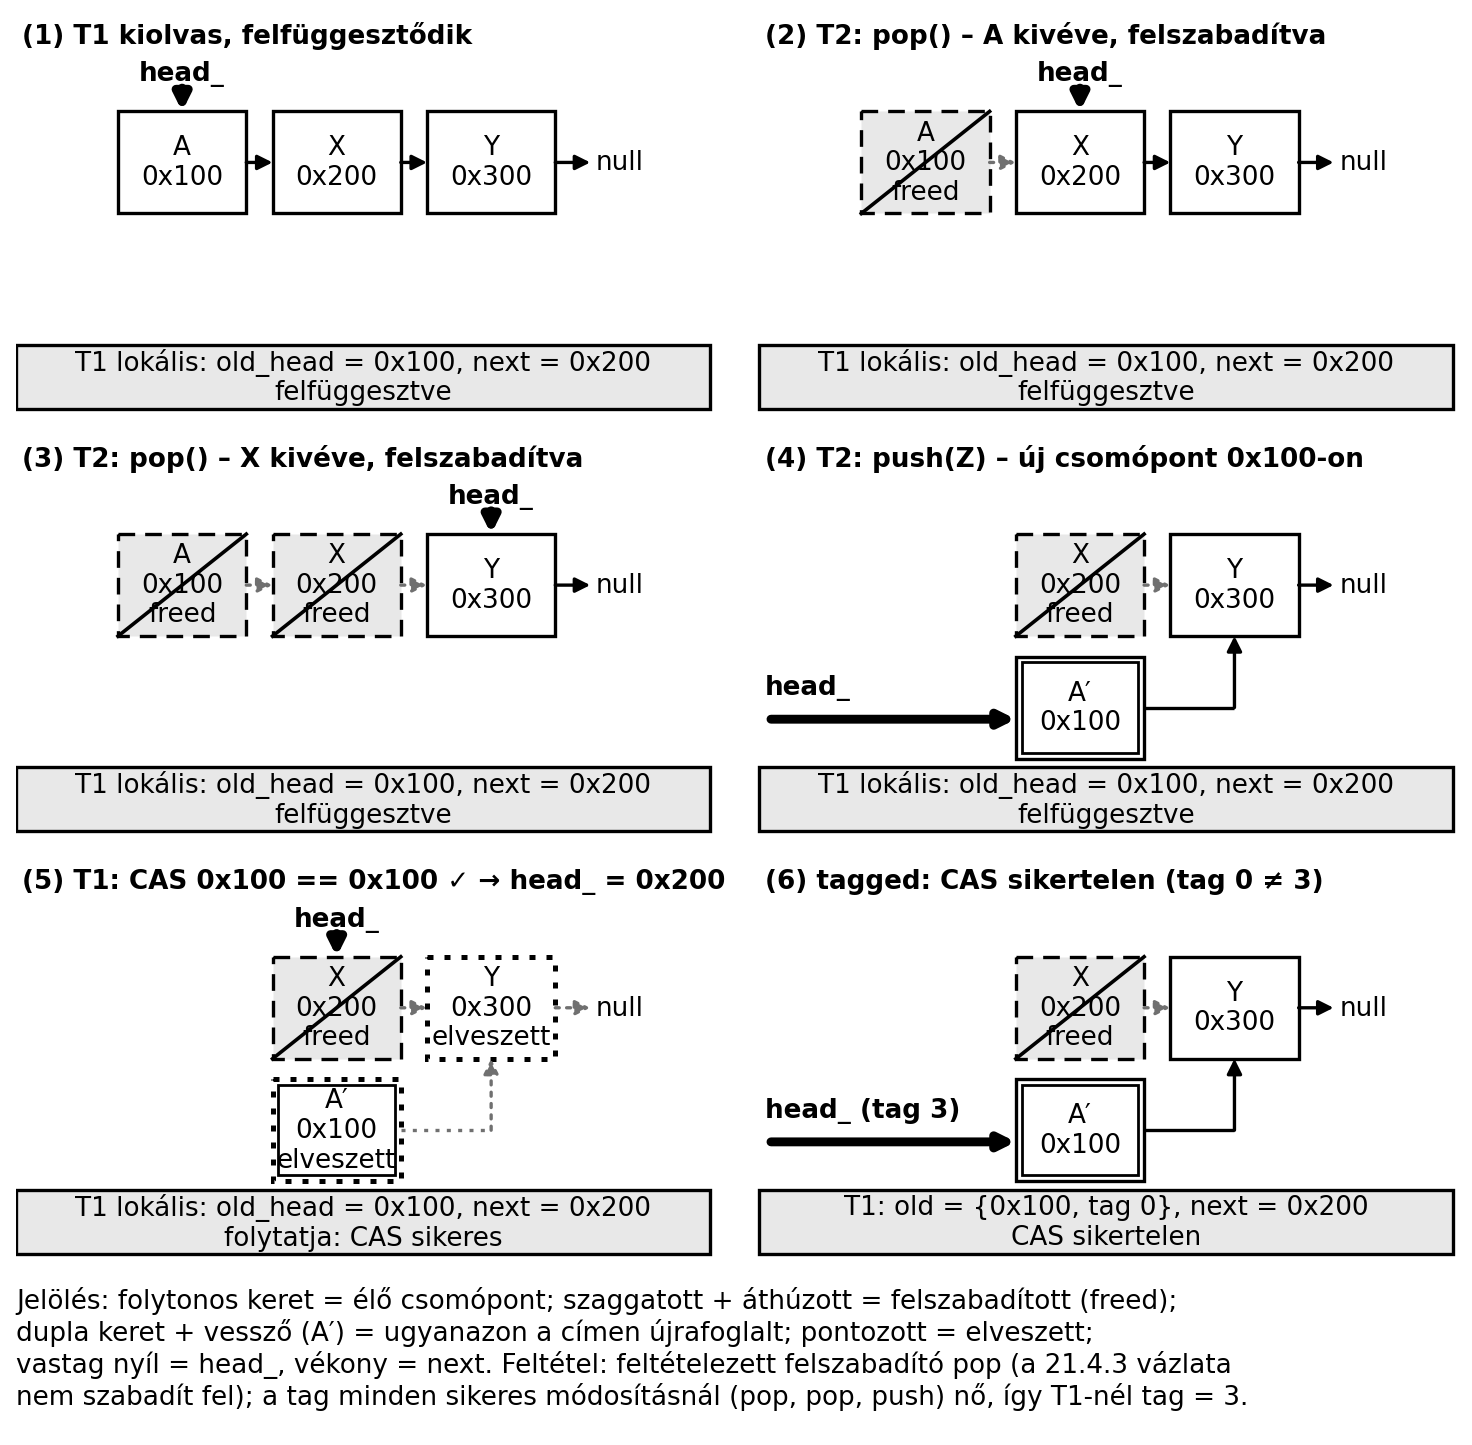 (1) T1 kiolvas, felfüggesztődik
head_
A
0x100
X
0x200
Y
0x300
null
T1 lokális: old_head = 0x100, next = 0x200
felfüggesztve
(2) T2: pop() – A kivéve, felszabadítva
head_
A
0x100
freed
X
0x200
Y
0x300
null
T1 lokális: old_head = 0x100, next = 0x200
felfüggesztve
(3) T2: pop() – X kivéve, felszabadítva
head_
A
0x100
freed
X
0x200
freed
Y
0x300
null
T1 lokális: old_head = 0x100, next = 0x200
felfüggesztve
(4) T2: push(Z) – új csomópont 0x100-on
X
0x200
freed
Y
0x300
null
head_
A′
0x100
T1 lokális: old_head = 0x100, next = 0x200
felfüggesztve
(5) T1: CAS 0x100 == 0x100 ✓ → head_ = 0x200
head_
X
0x200
freed
Y
0x300
elveszett
null
A′
0x100
elveszett
T1 lokális: old_head = 0x100, next = 0x200
folytatja: CAS sikeres
(6) tagged: CAS sikertelen (tag 0 ≠ 3)
X
0x200
freed
Y
0x300
null
head_ (tag 3)
A′
0x100
T1: old = {0x100, tag 0}, next = 0x200
CAS sikertelen
Jelölés: folytonos keret = élő csomópont; szaggatott + áthúzott = felszabadított (freed);
dupla keret + vessző (A′) = ugyanazon a címen újrafoglalt; pontozott = elveszett;
vastag nyíl = head_, vékony = next. Feltétel: feltételezett felszabadító pop (a 21.4.3 vázlata
nem szabadít fel); a tag minden sikeres módosításnál (pop, pop, push) nő, így T1-nél tag = 3.